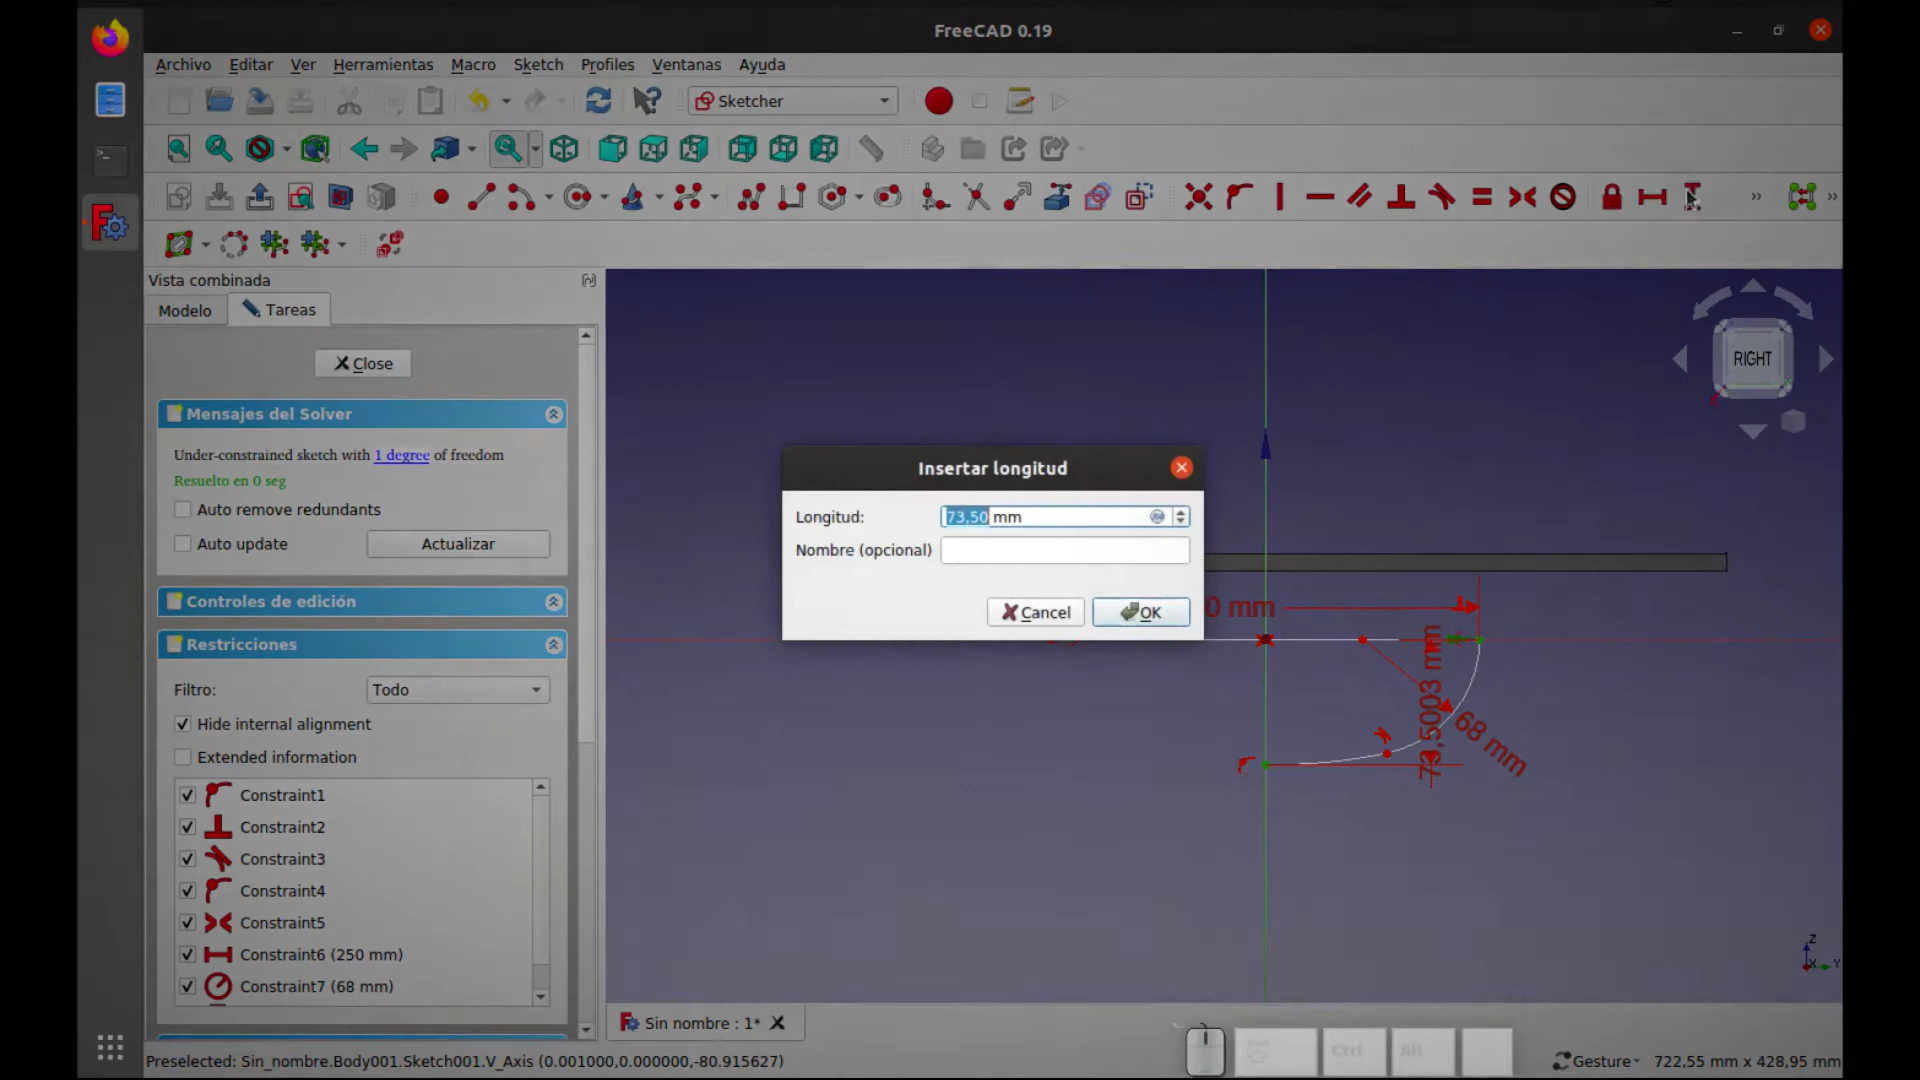 FreeCAD 0.19
Archivo Editar Ver Herramientas Macro Sketch Profiles Ventanas Ayuda
Sketcher
Vista combinada
Modelo Tareas
Close
Mensajes del Solver
Under-constrained sketch with 1 degree of freedom
Resuelto en 0 seg
Auto remove redundants
Auto update Actualizar
Controles de edición
Restricciones
Filtro: Todo
Hide internal alignment
Extended information
Constraint1
Constraint2
Constraint3
Constraint4
Constraint5
Constraint6 (250 mm)
Constraint7 (68 mm)
RIGHT
Insertar longitud
Longitud: 73,50 mm
Nombre (opcional)
Cancel OK
0 mm
73,5003 mm
68 mm
Z
X Y
Sin nombre : 1*
Ctrl Alt
Preselected: Sin_nombre.Body001.Sketch001.V_Axis (0.001000,0.000000,-80.915627)
Gesture 722,55 mm x 428,95 mm